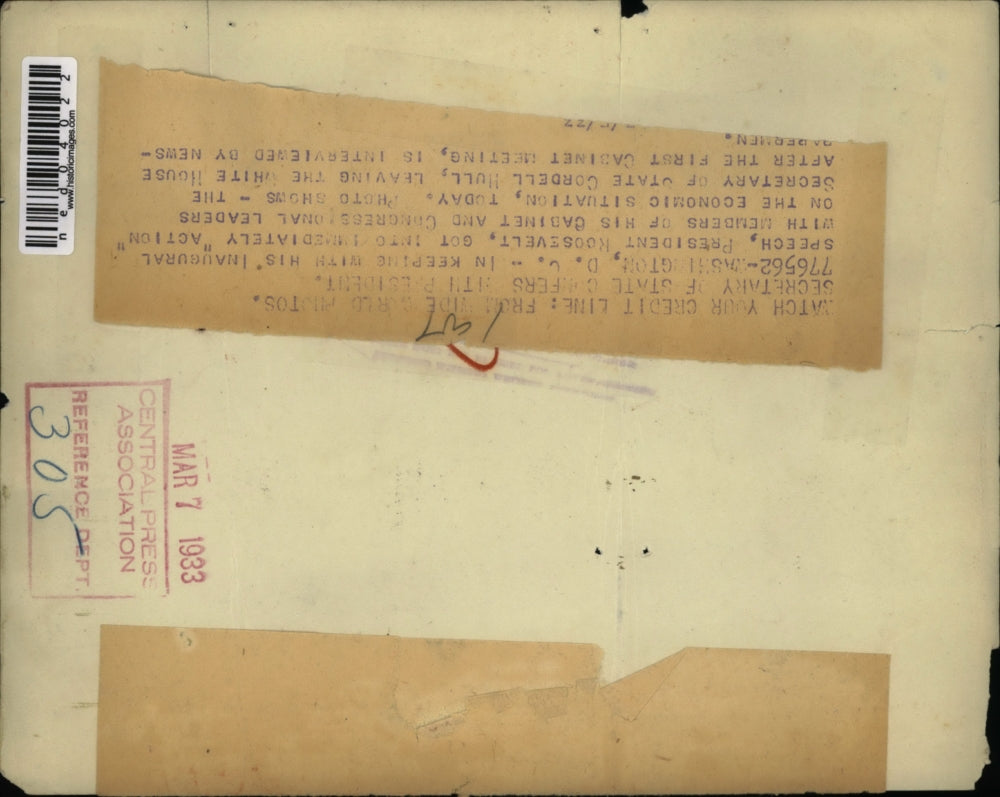 WATCH YOUR CREDIT LINE: FROM WIDE WORLD PHOTOS.
SECRETARY OF STATE CONFERS WITH PRESIDENT.
776562-WASHINGTON, D. C. - IN KEEPING WITH HIS INAUGURAL
SPEECH, PRESIDENT ROOSEVELT, GOT INTO IMMEDIATELY "ACTION"
WITH MEMBERS OF HIS CABINET AND CONGRESSIONAL LEADERS
ON THE ECONOMIC SITUATION, TODAY. PHOTO SHOWS - THE
SECRETARY OF STATE CORDELL HULL, LEAVING THE WHITE HOUSE
AFTER THE FIRST CABINET MEETING, IS INTERVIEWED BY NEWS-
PAPERMEN.
ned04022
www.historicimages.com
MAR 7 1933
CENTRAL PRESS
ASSOCIATION
REFERENCE DEPT.
305